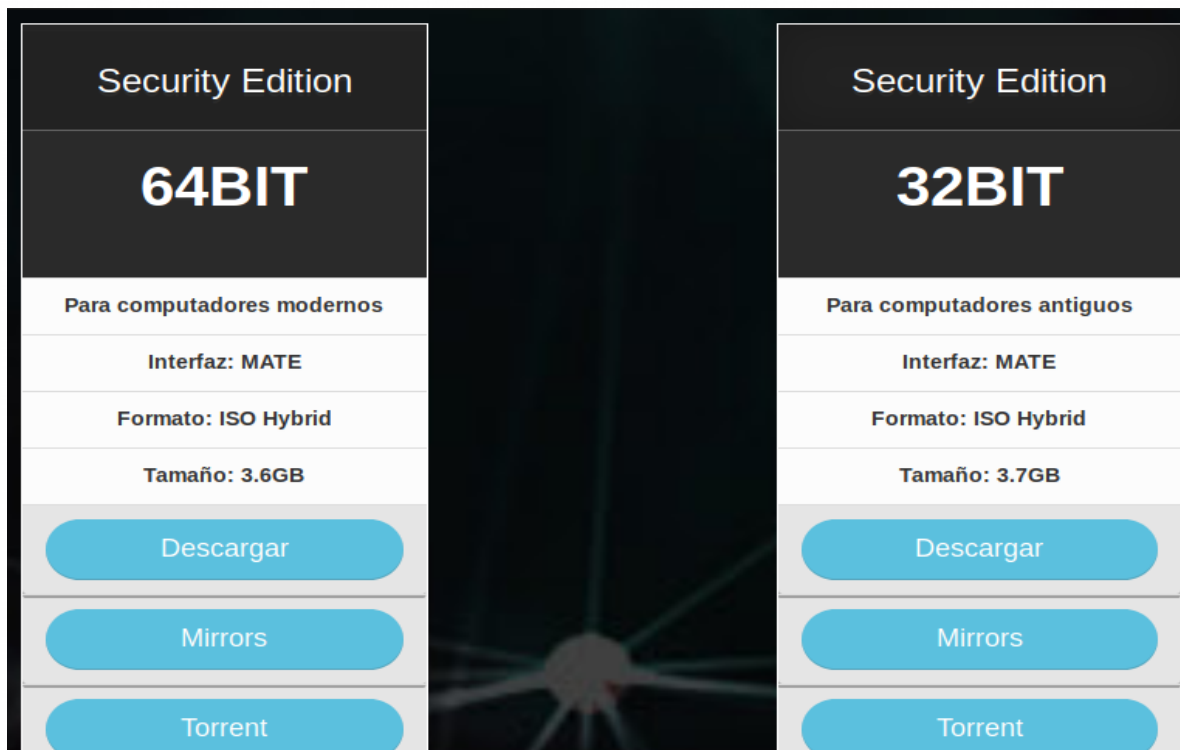 Security Edition
64BIT
Para computadores modernos
Interfaz: MATE
Formato: ISO Hybrid
Tamaño: 3.6GB
Descargar
Mirrors
Torrent
Security Edition
32BIT
Para computadores antiguos
Interfaz: MATE
Formato: ISO Hybrid
Tamaño: 3.7GB
Descargar
Mirrors
Torrent